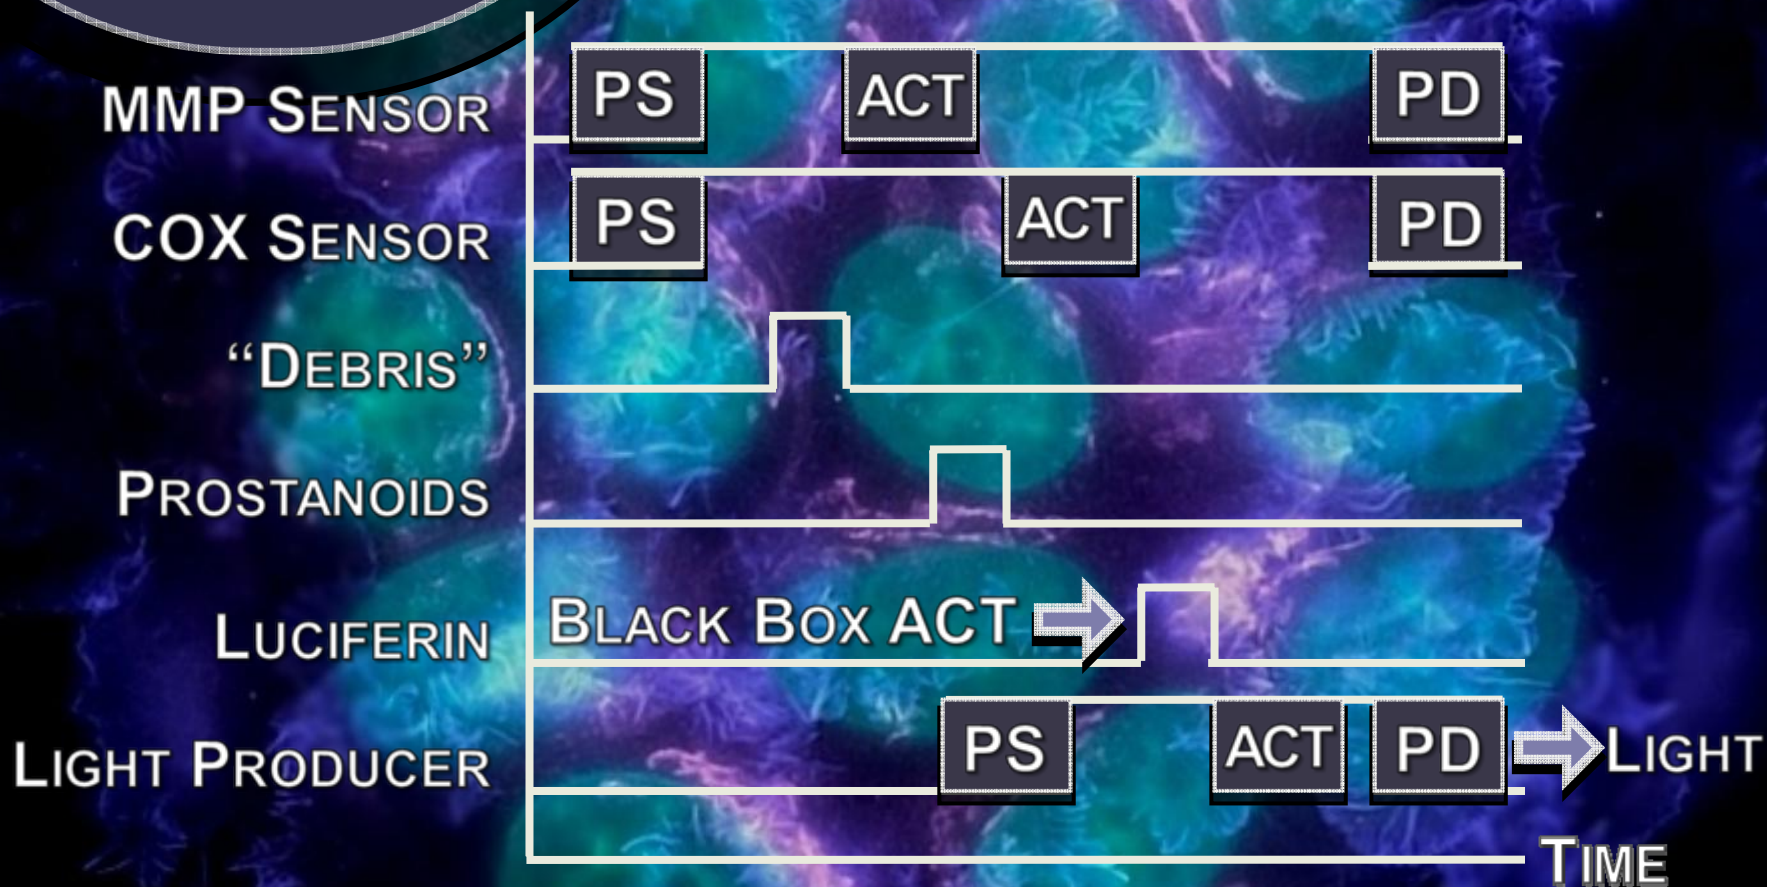 MMP Sensor PS ACT PD
COX Sensor PS ACT PD
“Debris”
Prostanoids
Luciferin Black Box ACT
Light Producer PS ACT PD Light
Time